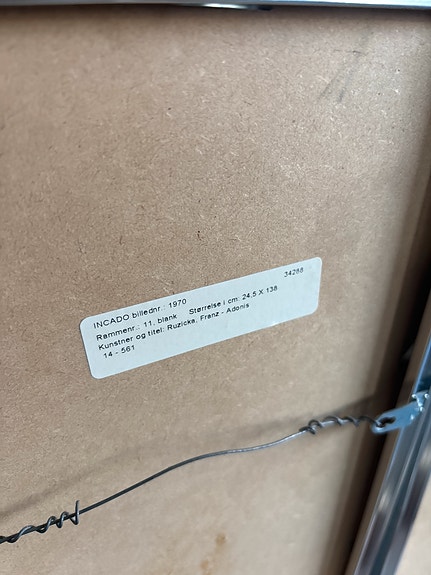 INCADO billednr.: 1970 34288
Rammenr.: 11, blank Størrelse i cm: 24,5 X 138
Kunstner og titel: Ruzicka, Franz - Adonis
14 - 561